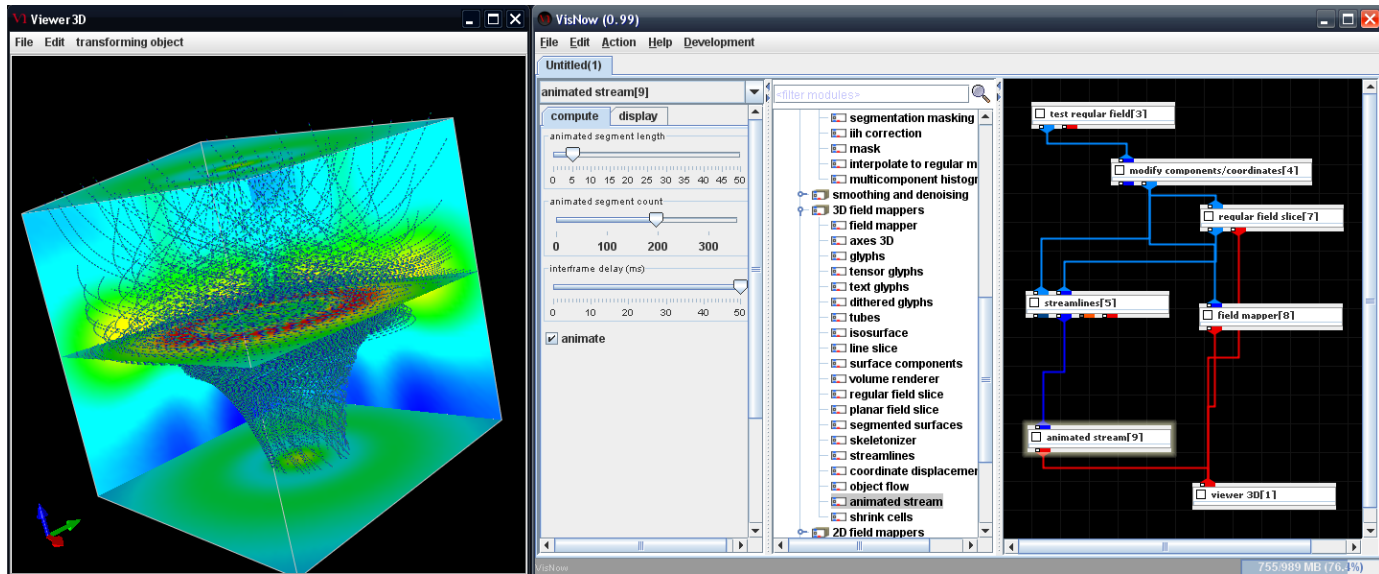 Viewer 3D
File Edit transforming object
VisNow (0.99)
File Edit Action Help Development
Untitled(1)
animated stream[9]
compute display
animated segment length
0 5 10 15 20 25 30 35 40 45 50
animated segment count
0 100 200 300
interframe delay (ms)
0 10 20 30 40 50
animate
<filter modules>
segmentation masking
iih correction
mask
interpolate to regular m
multicomponent histogr
smoothing and denoising
3D field mappers
field mapper
axes 3D
glyphs
tensor glyphs
text glyphs
dithered glyphs
tubes
isosurface
line slice
surface components
volume renderer
regular field slice
planar field slice
segmented surfaces
skeletonizer
streamlines
coordinate displacemen
object flow
animated stream
shrink cells
2D field mappers
test regular field[3]
modify components/coordinates[4]
regular field slice[7]
streamlines[5]
field mapper[8]
animated stream[9]
viewer 3D[1]
VisNow
755/989 MB (76.4%)